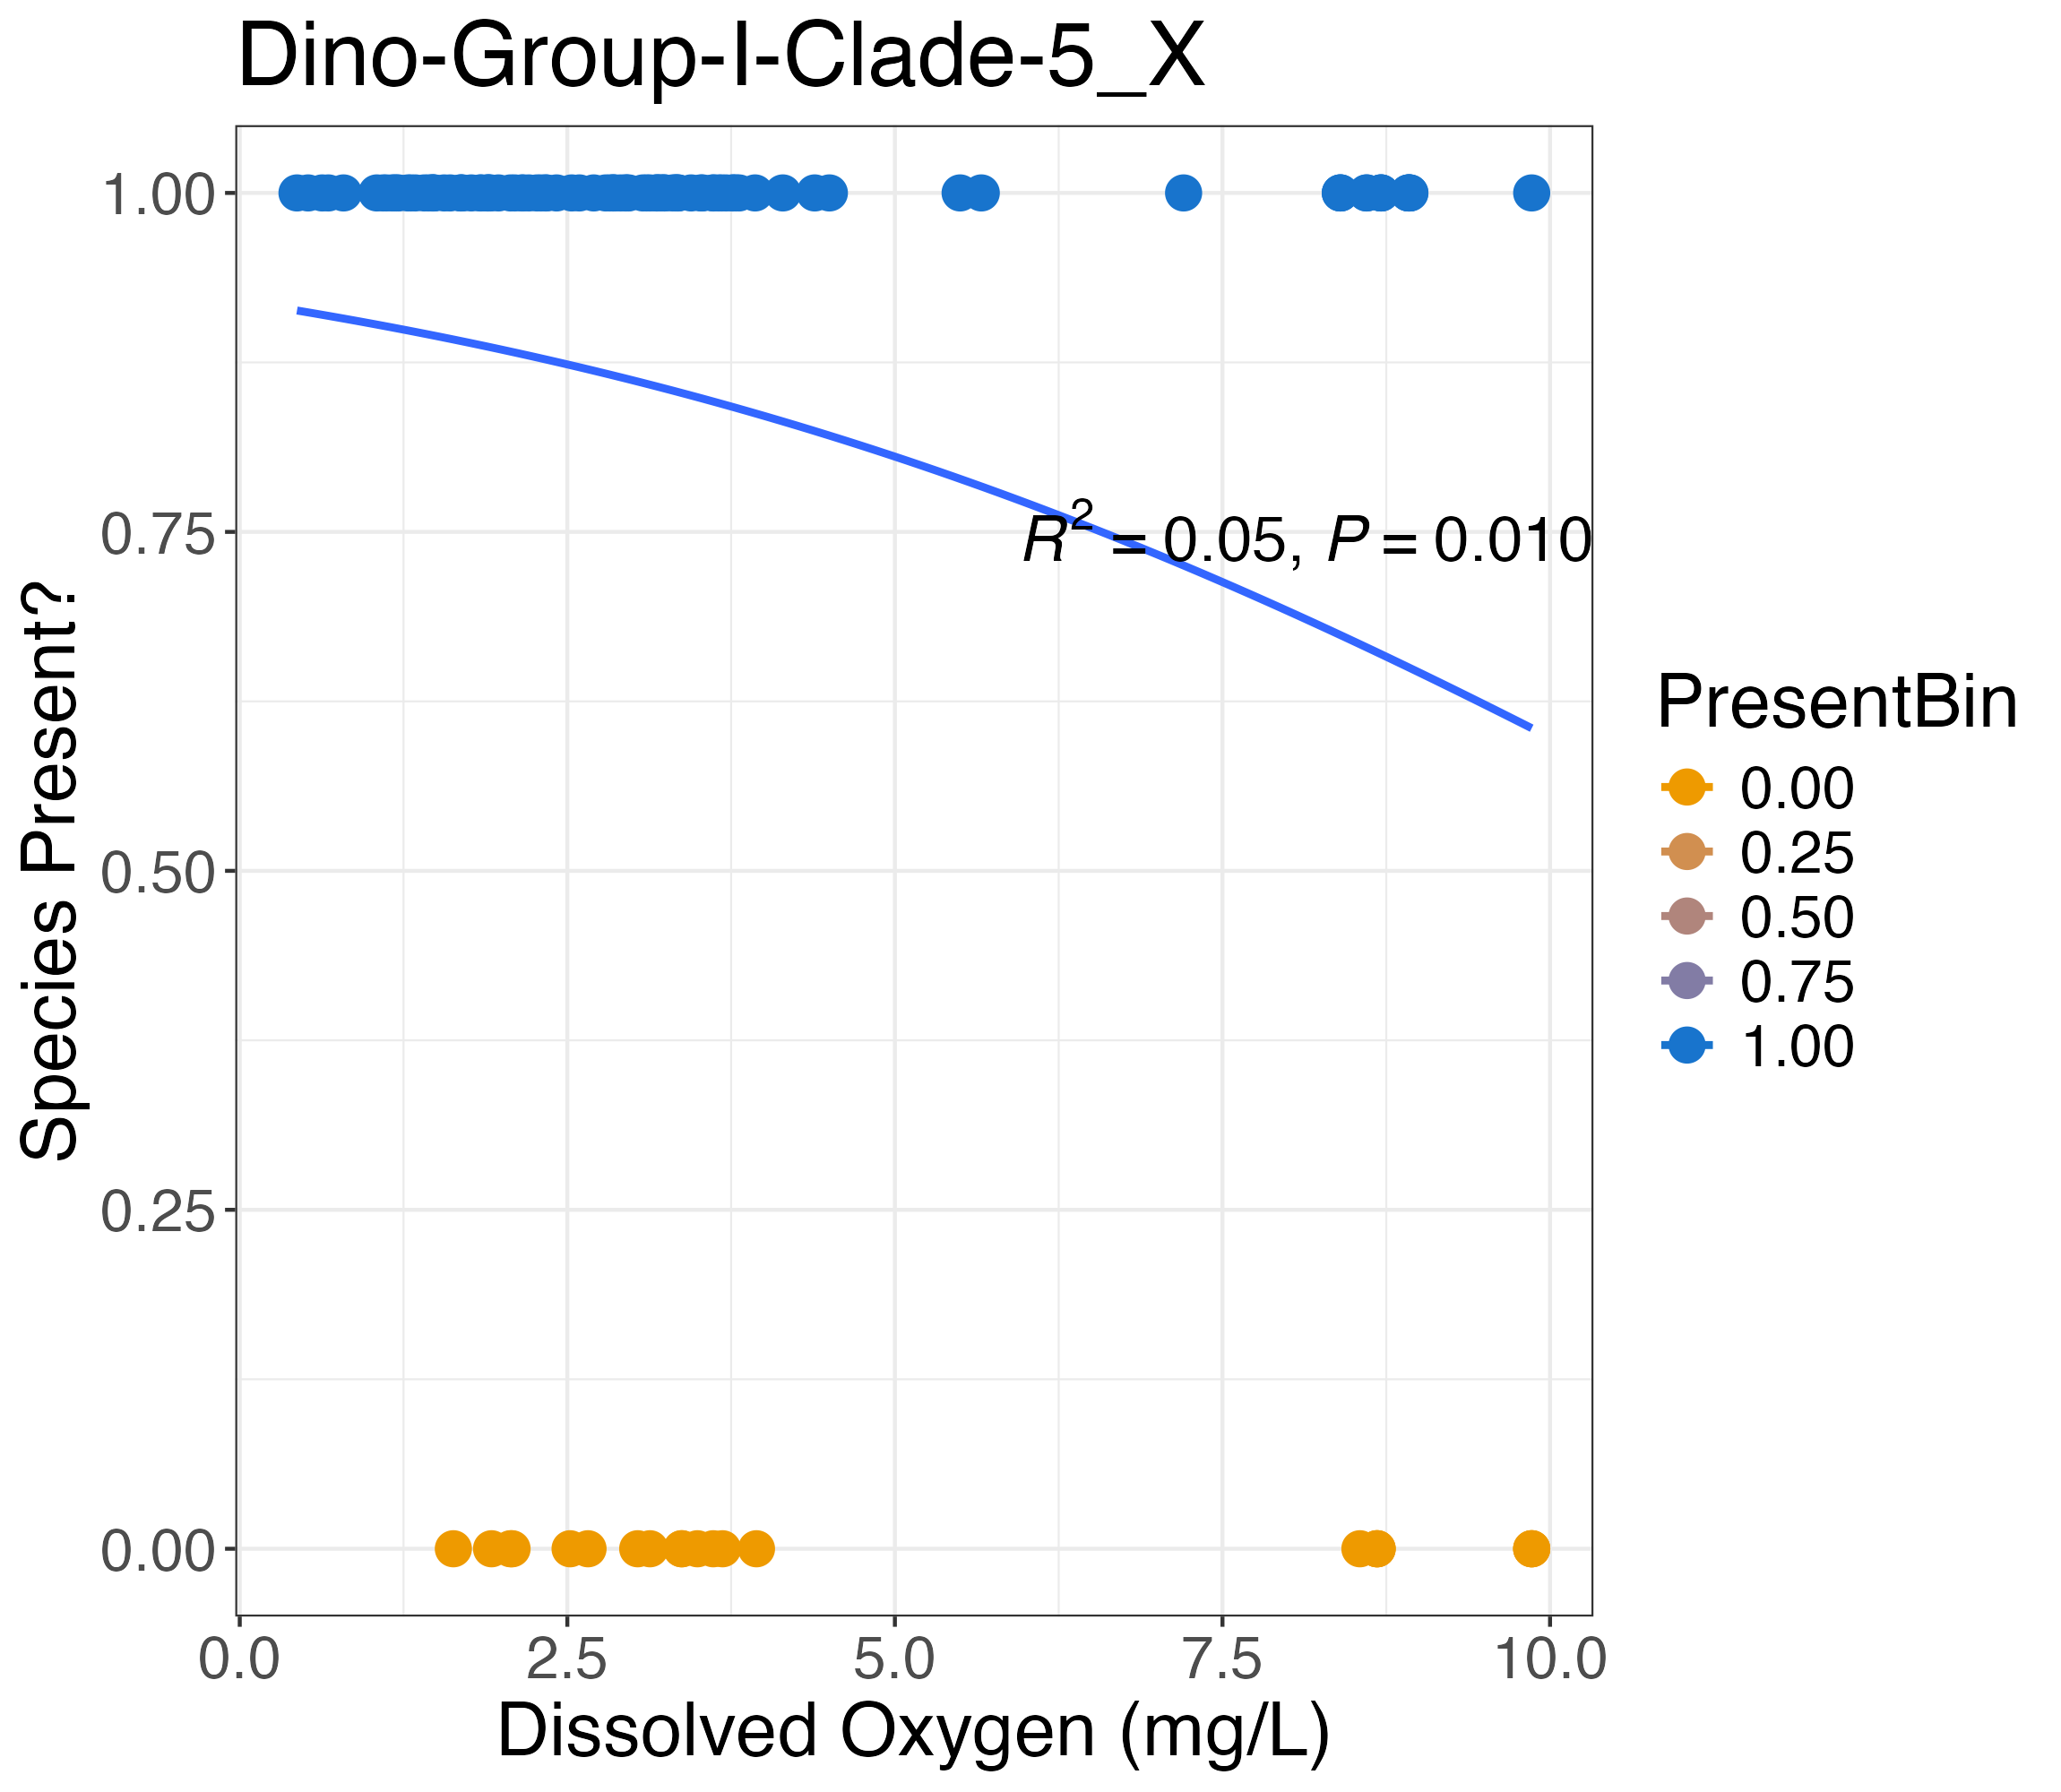 Dino-Group-I-Clade-5_X
1.00
0.75
0.50
0.25
0.00
Species Present?
R² = 0.05, P = 0.010
0.0 2.5 5.0 7.5 10.0
Dissolved Oxygen (mg/L)
PresentBin
0.00
0.25
0.50
0.75
1.00